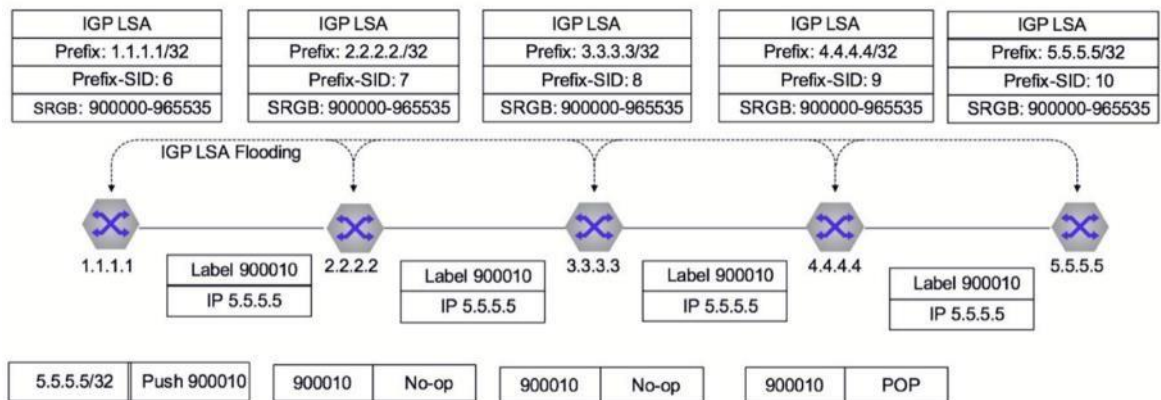 IGP LSA
Prefix: 1.1.1.1/32
Prefix-SID: 6
SRGB: 900000-965535
IGP LSA
Prefix: 2.2.2.2./32
Prefix-SID: 7
SRGB: 900000-965535
IGP LSA
Prefix: 3.3.3.3/32
Prefix-SID: 8
SRGB: 900000-965535
IGP LSA
Prefix: 4.4.4.4/32
Prefix-SID: 9
SRGB: 900000-965535
IGP LSA
Prefix: 5.5.5.5/32
Prefix-SID: 10
SRGB: 900000-965535
IGP LSA Flooding
1.1.1.1
2.2.2.2
3.3.3.3
4.4.4.4
5.5.5.5
Label 900010
IP 5.5.5.5
Label 900010
IP 5.5.5.5
Label 900010
IP 5.5.5.5
Label 900010
IP 5.5.5.5
5.5.5.5/32 Push 900010
900010 No-op
900010 No-op
900010 POP